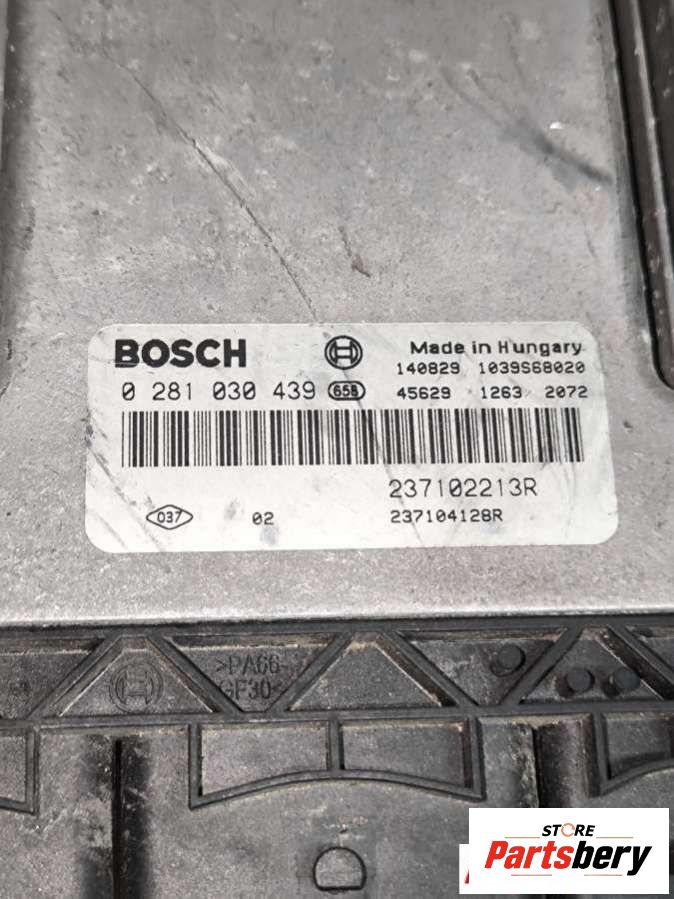 BOSCH Made in Hungary
140829 1039S68020
0 281 030 439 658 45629 1263 2072
237102213R
037 02 237104128R
>PA66-
GF30<
D
STORE
Partsbery